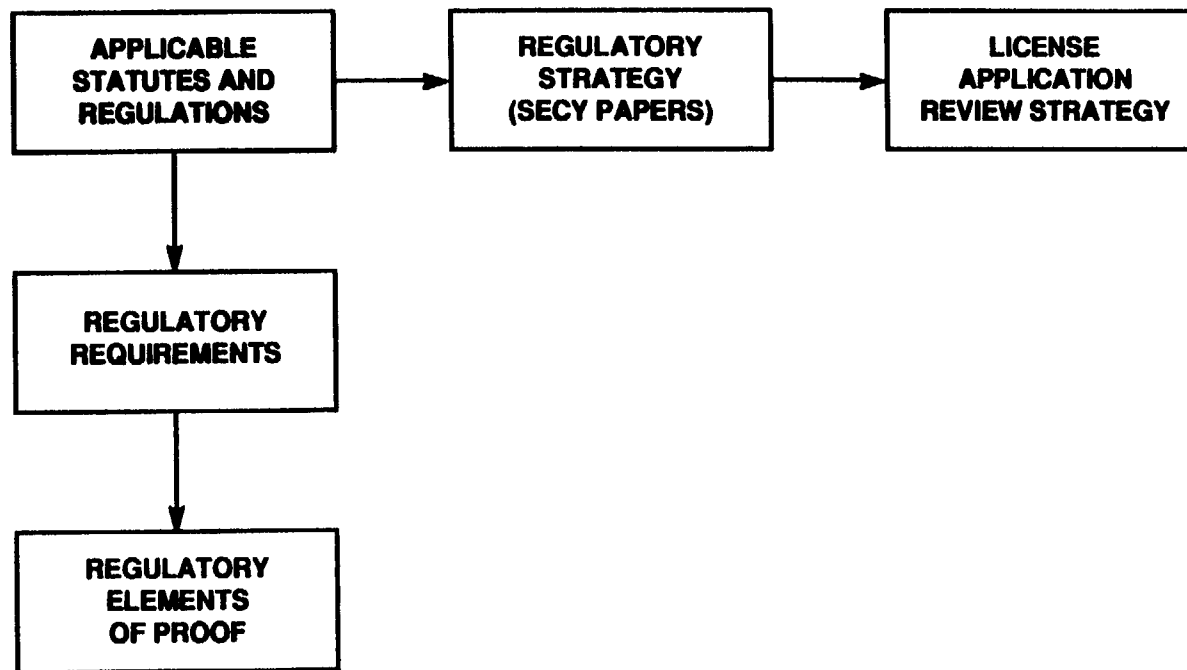 APPLICABLE
STATUTES AND
REGULATIONS
REGULATORY
STRATEGY
(SECY PAPERS)
LICENSE
APPLICATION
REVIEW STRATEGY
REGULATORY
REQUIREMENTS
REGULATORY
ELEMENTS
OF PROOF